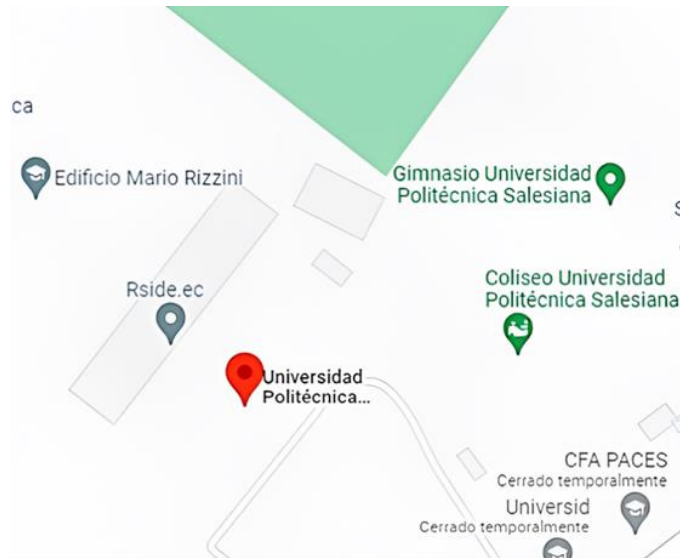 ca
Edificio Mario Rizzini
Gimnasio Universidad
Politécnica Salesiana
Rside.ec
Coliseo Universidad
Politécnica Salesiana
Universidad
Politécnica...
CFA PACES
Cerrado temporalmente
Universid
Cerrado temporalmente